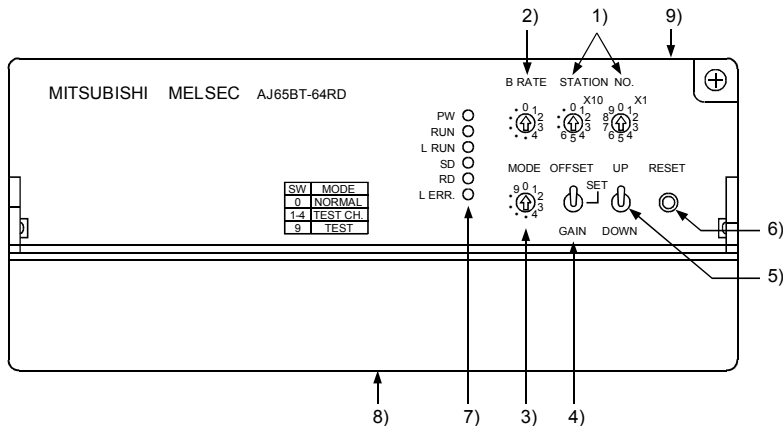 2) 1) 9)
B RATE STATION NO.
MITSUBISHI MELSEC AJ65BT-64RD
0 1 2 3 4
X10 0 1 2 3 4 5 6
X1 9 0 1 2 3 4 5 6 7 8
PW
RUN
L RUN
SD
RD
L ERR.
SW MODE
0 NORMAL
1-4 TEST CH.
9 TEST
MODE OFFSET UP RESET
9 0 1 2 3 4
SET
GAIN DOWN
6)
5)
8) 7) 3) 4)